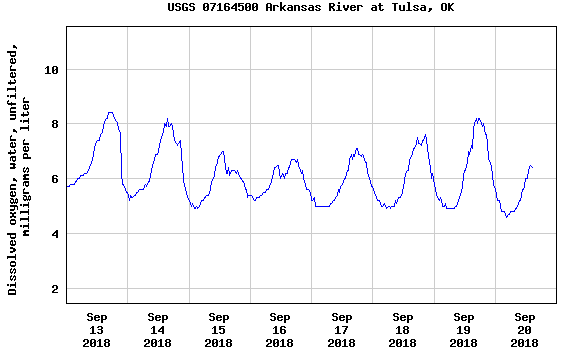 USGS 07164500 Arkansas River at Tulsa, OK
Dissolved oxygen, water, unfiltered,
milligrams per liter
10
8
6
4
2
Sep Sep Sep Sep Sep Sep Sep Sep
13 14 15 16 17 18 19 20
2018 2018 2018 2018 2018 2018 2018 2018